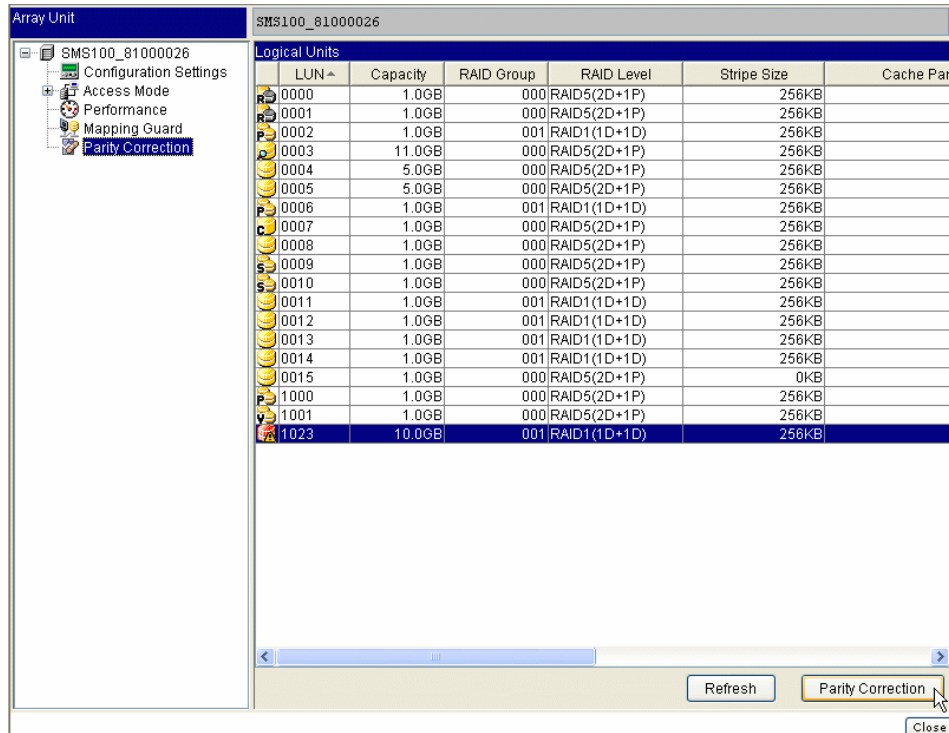 Array Unit
SMS100_81000026
SMS100_81000026
Configuration Settings
Access Mode
Performance
Mapping Guard
Parity Correction
Logical Units
LUN Capacity RAID Group RAID Level Stripe Size Cache Par
R 0000 1.0GB 000 RAID5(2D+1P) 256KB
R 0001 1.0GB 000 RAID5(2D+1P) 256KB
P 0002 1.0GB 001 RAID1(1D+1D) 256KB
0003 11.0GB 000 RAID5(2D+1P) 256KB
0004 5.0GB 000 RAID5(2D+1P) 256KB
0005 5.0GB 000 RAID5(2D+1P) 256KB
P 0006 1.0GB 001 RAID1(1D+1D) 256KB
C 0007 1.0GB 000 RAID5(2D+1P) 256KB
0008 1.0GB 000 RAID5(2D+1P) 256KB
S 0009 1.0GB 000 RAID5(2D+1P) 256KB
S 0010 1.0GB 000 RAID5(2D+1P) 256KB
0011 1.0GB 001 RAID1(1D+1D) 256KB
0012 1.0GB 001 RAID1(1D+1D) 256KB
0013 1.0GB 001 RAID1(1D+1D) 256KB
0014 1.0GB 001 RAID1(1D+1D) 256KB
0015 1.0GB 000 RAID5(2D+1P) 0KB
P 1000 1.0GB 000 RAID5(2D+1P) 256KB
V 1001 1.0GB 000 RAID5(2D+1P) 256KB
1023 10.0GB 001 RAID1(1D+1D) 256KB
Refresh
Parity Correction
Close